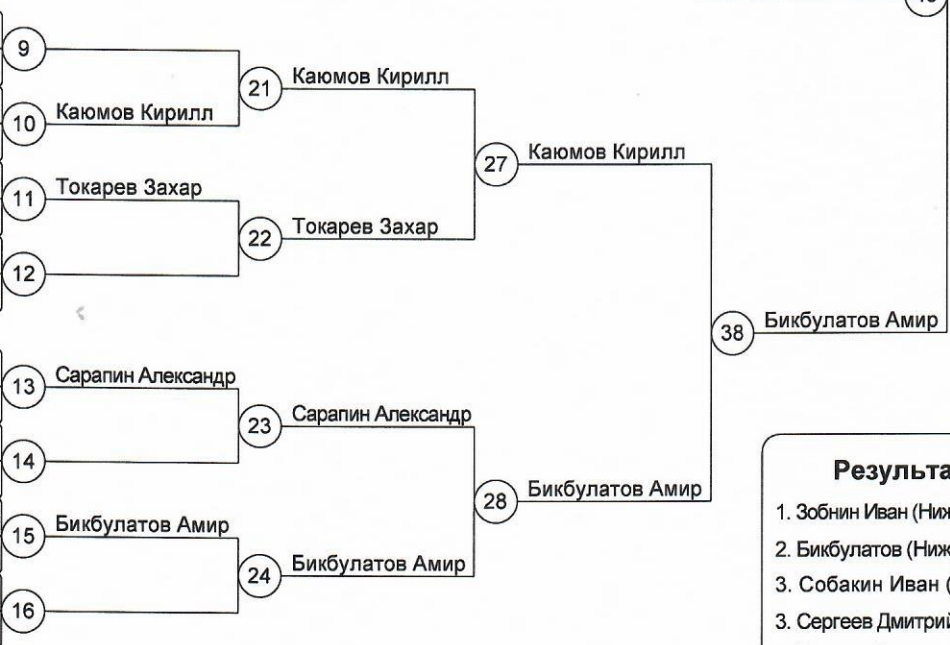 9
Каюмов Кирилл
21
10
Каюмов Кирилл
27
Каюмов Кирилл
11
Токарев Захар
22
Токарев Захар
12
38
Бикбулатов Амир
13
Сарапин Александр
23
Сарапин Александр
14
28
Бикбулатов Амир
15
Бикбулатов Амир
24
Бикбулатов Амир
16
Результа
1. Зобнин Иван (Ниж
2. Бикбулатов (Ниж
3. Собакин Иван (
3. Сергеев Дмитрий